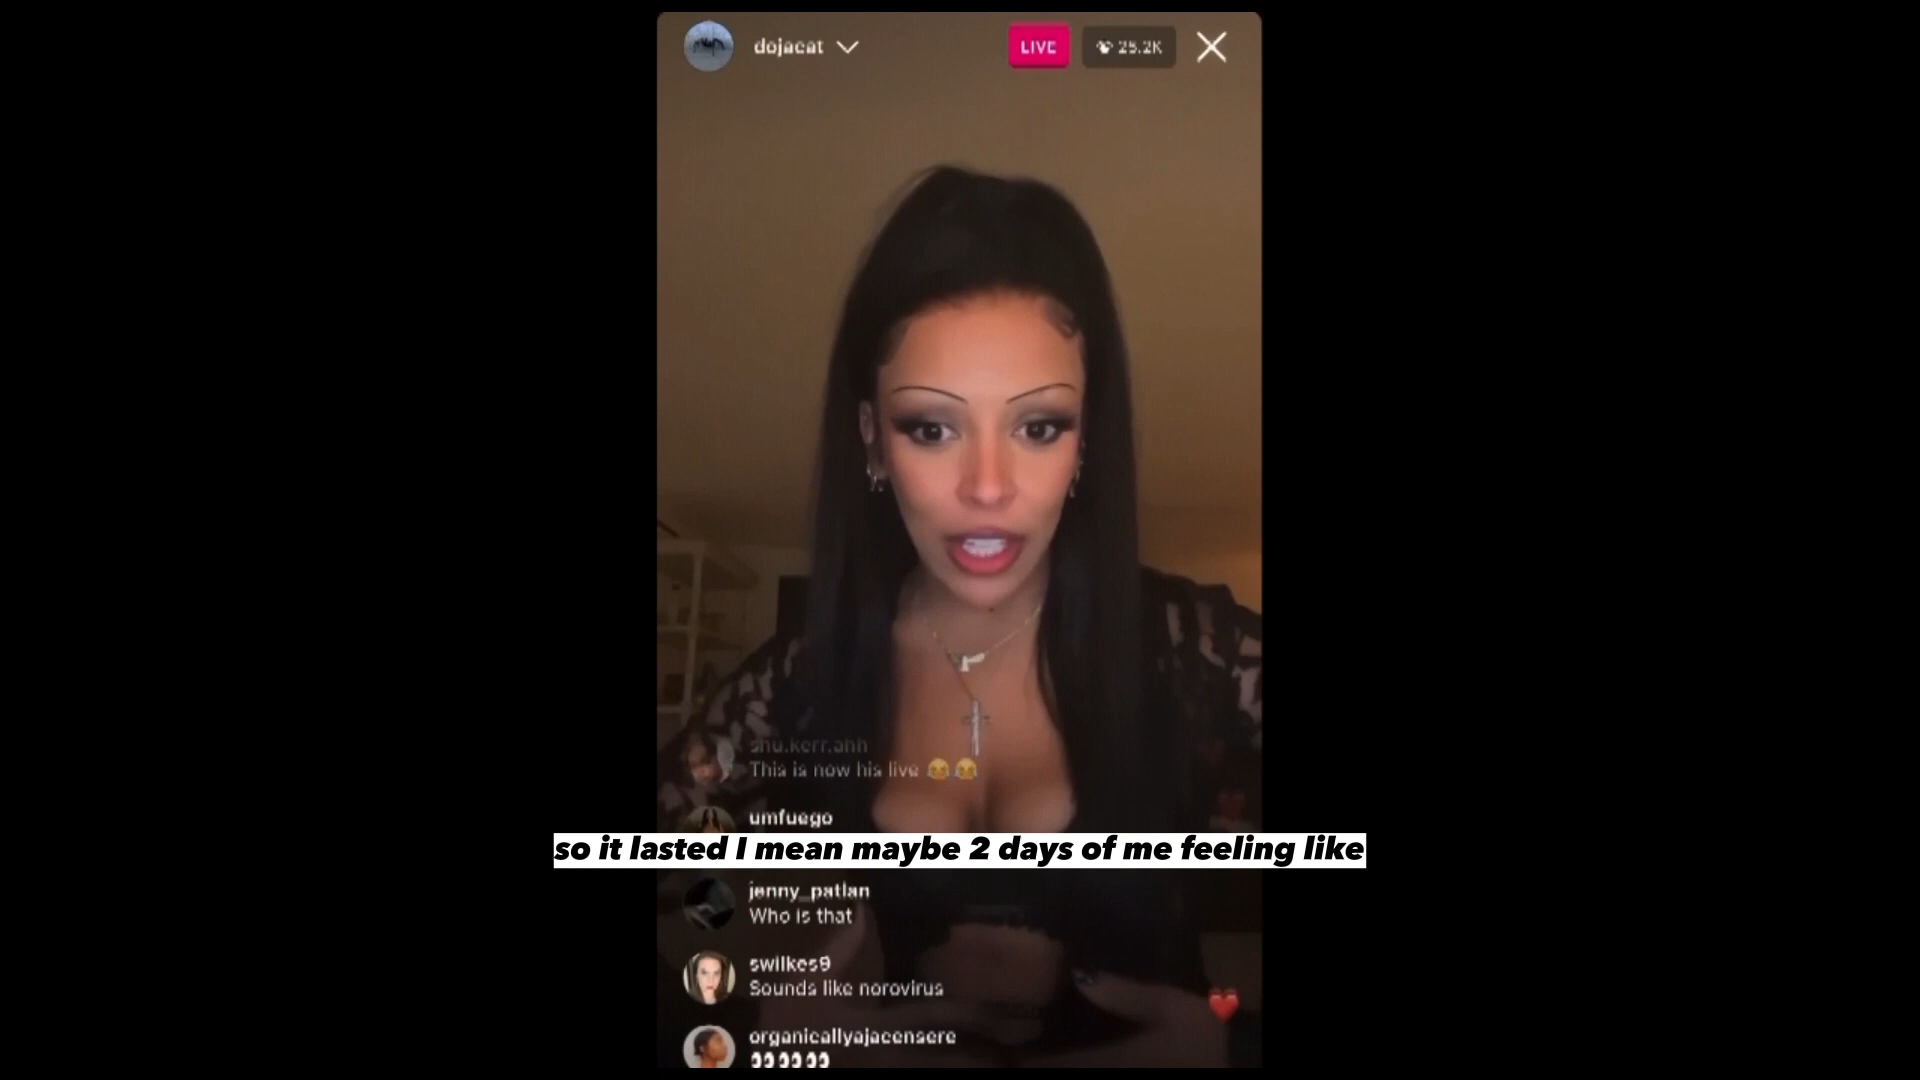 dojacat
LIVE
25.2K
shu.kerr.ahh
This is now his live 😂😂
umfuego
so it lasted I mean maybe 2 days of me feeling like
jenny_patlan
Who is that
swilkes9
Sounds like norovirus
organicallyajacensere
👀👀👀